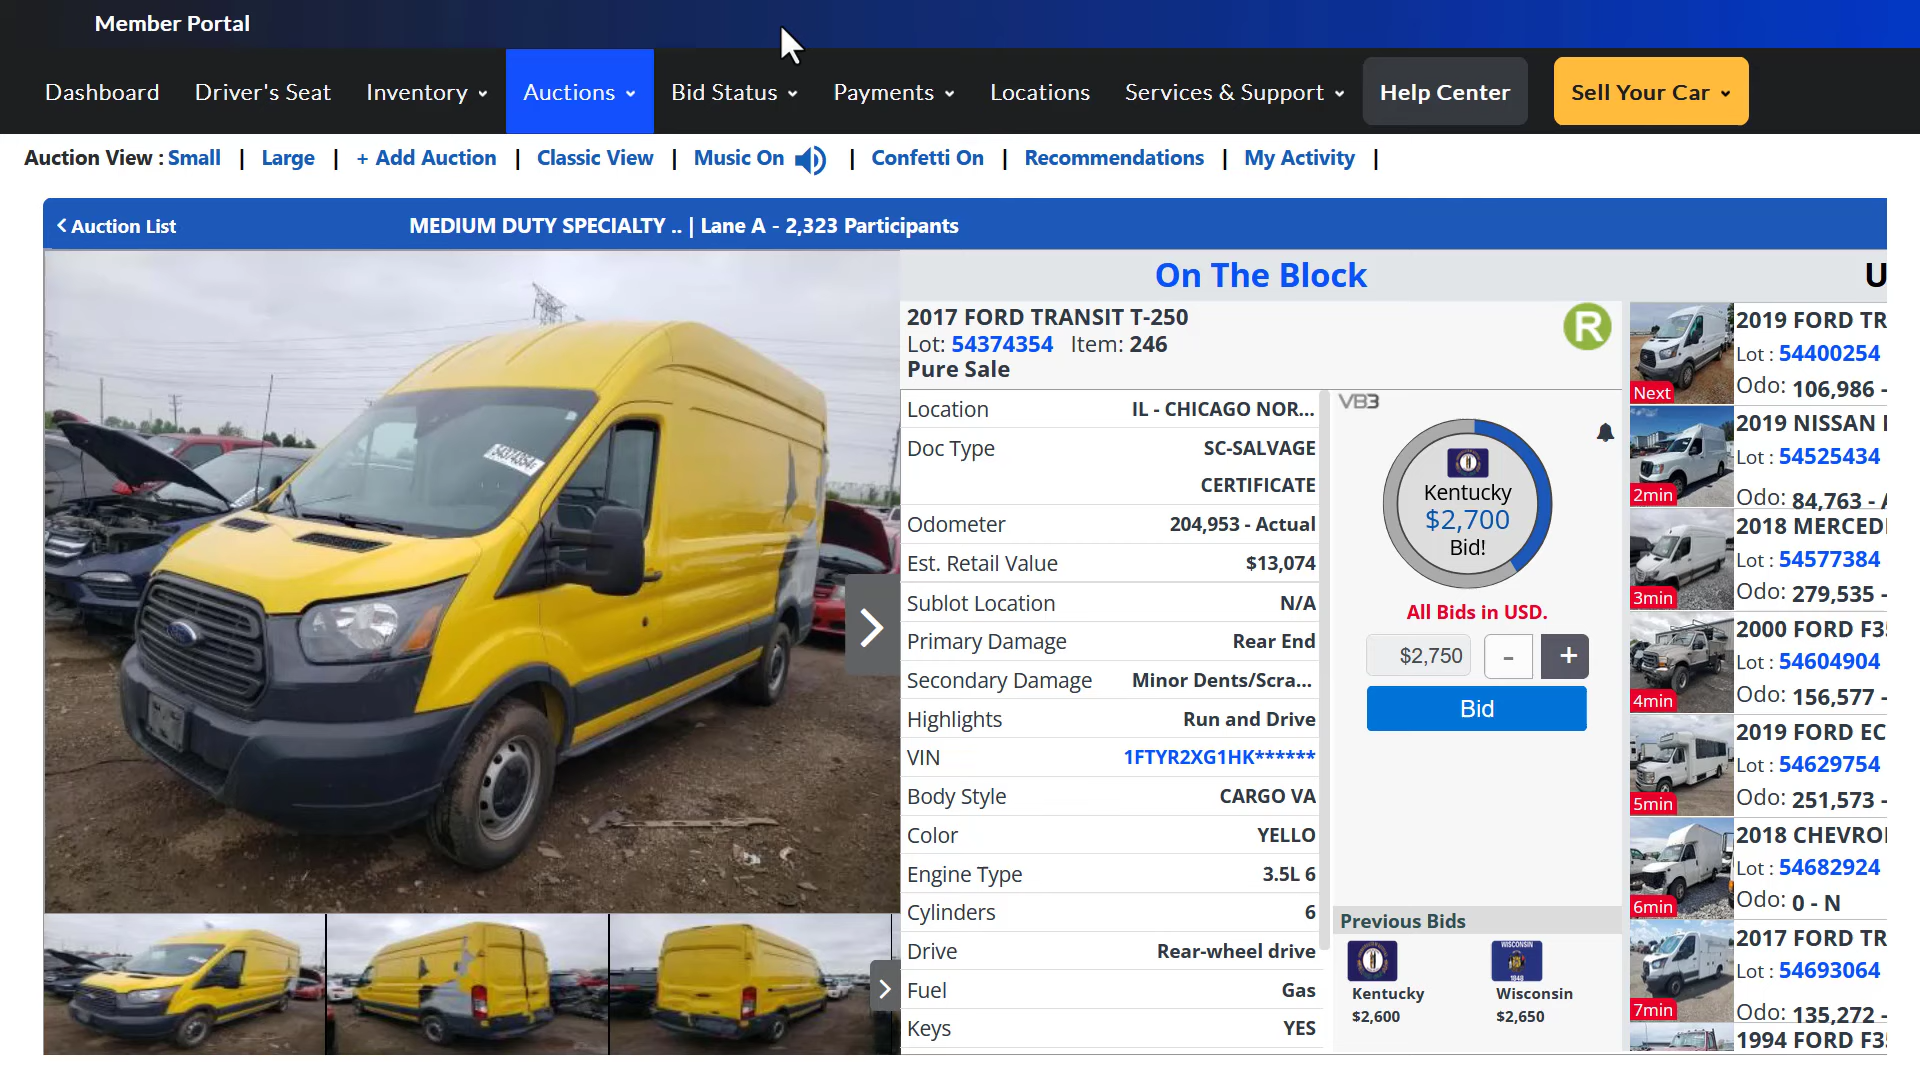 Member Portal
Dashboard Driver's Seat Inventory Auctions Bid Status Payments Locations Services & Support Help Center Sell Your Car
Auction View : Small | Large | + Add Auction | Classic View | Music On | Confetti On | Recommendations | My Activity |
Auction List MEDIUM DUTY SPECIALTY .. | Lane A - 2,323 Participants
On The Block
U
2017 FORD TRANSIT T-250
Lot: 54374354 Item: 246
Pure Sale
R
Location IL - CHICAGO NOR...
Doc Type SC-SALVAGE
CERTIFICATE
Odometer 204,953 - Actual
Est. Retail Value $13,074
Sublot Location N/A
Primary Damage Rear End
Secondary Damage Minor Dents/Scra...
Highlights Run and Drive
VIN 1FTYR2XG1HK******
Body Style CARGO VA
Color YELLO
Engine Type 3.5L 6
Cylinders 6
Drive Rear-wheel drive
Fuel Gas
Keys YES
VB3
Kentucky
$2,700
Bid!
All Bids in USD.
$2,750 - +
Bid
Previous Bids
WISCONSIN
1848
Kentucky Wisconsin
$2,600 $2,650
2019 FORD TR
Lot : 54400254
Odo: 106,986 -
Next
2019 NISSAN
Lot : 54525434
Odo: 84,763 - A
2min
2018 MERCED
Lot : 54577384
Odo: 279,535 -
3min
2000 FORD F3
Lot : 54604904
Odo: 156,577 -
4min
2019 FORD EC
Lot : 54629754
Odo: 251,573 -
5min
2018 CHEVRO
Lot : 54682924
Odo: 0 - N
6min
2017 FORD TR
Lot : 54693064
Odo: 135,272 -
7min
1994 FORD F3
54374354
Ford